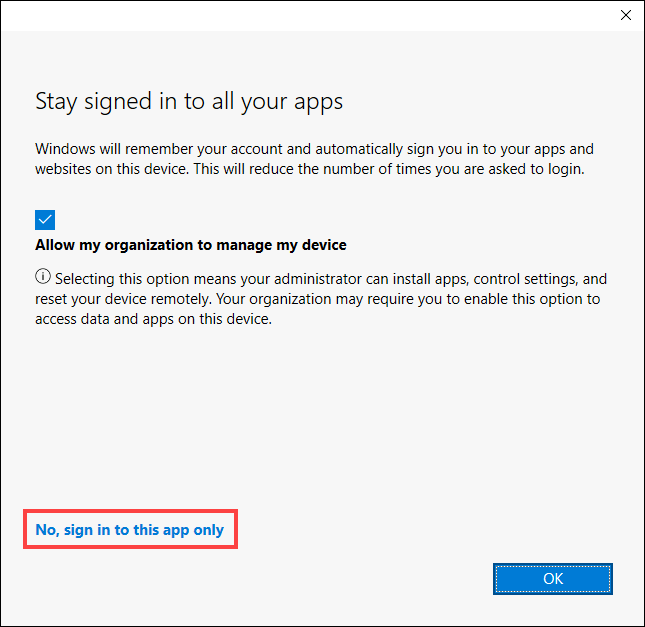 Stay signed in to all your apps
Windows will remember your account and automatically sign you in to your apps and
websites on this device. This will reduce the number of times you are asked to login.
Allow my organization to manage my device
Selecting this option means your administrator can install apps, control settings, and
reset your device remotely. Your organization may require you to enable this option to
access data and apps on this device.
No, sign in to this app only
OK